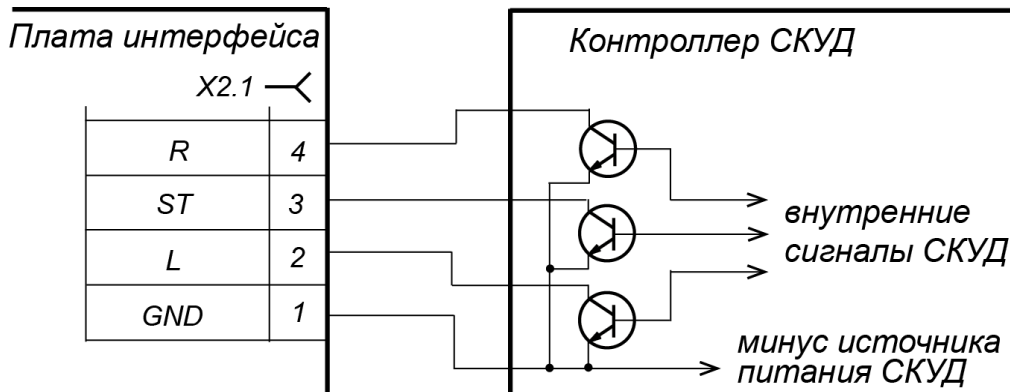 Плата интерфейса
Контроллер СКУД
X2.1
R 4
ST 3
L 2
GND 1
внутренние
сигналы СКУД
минус источника
питания СКУД